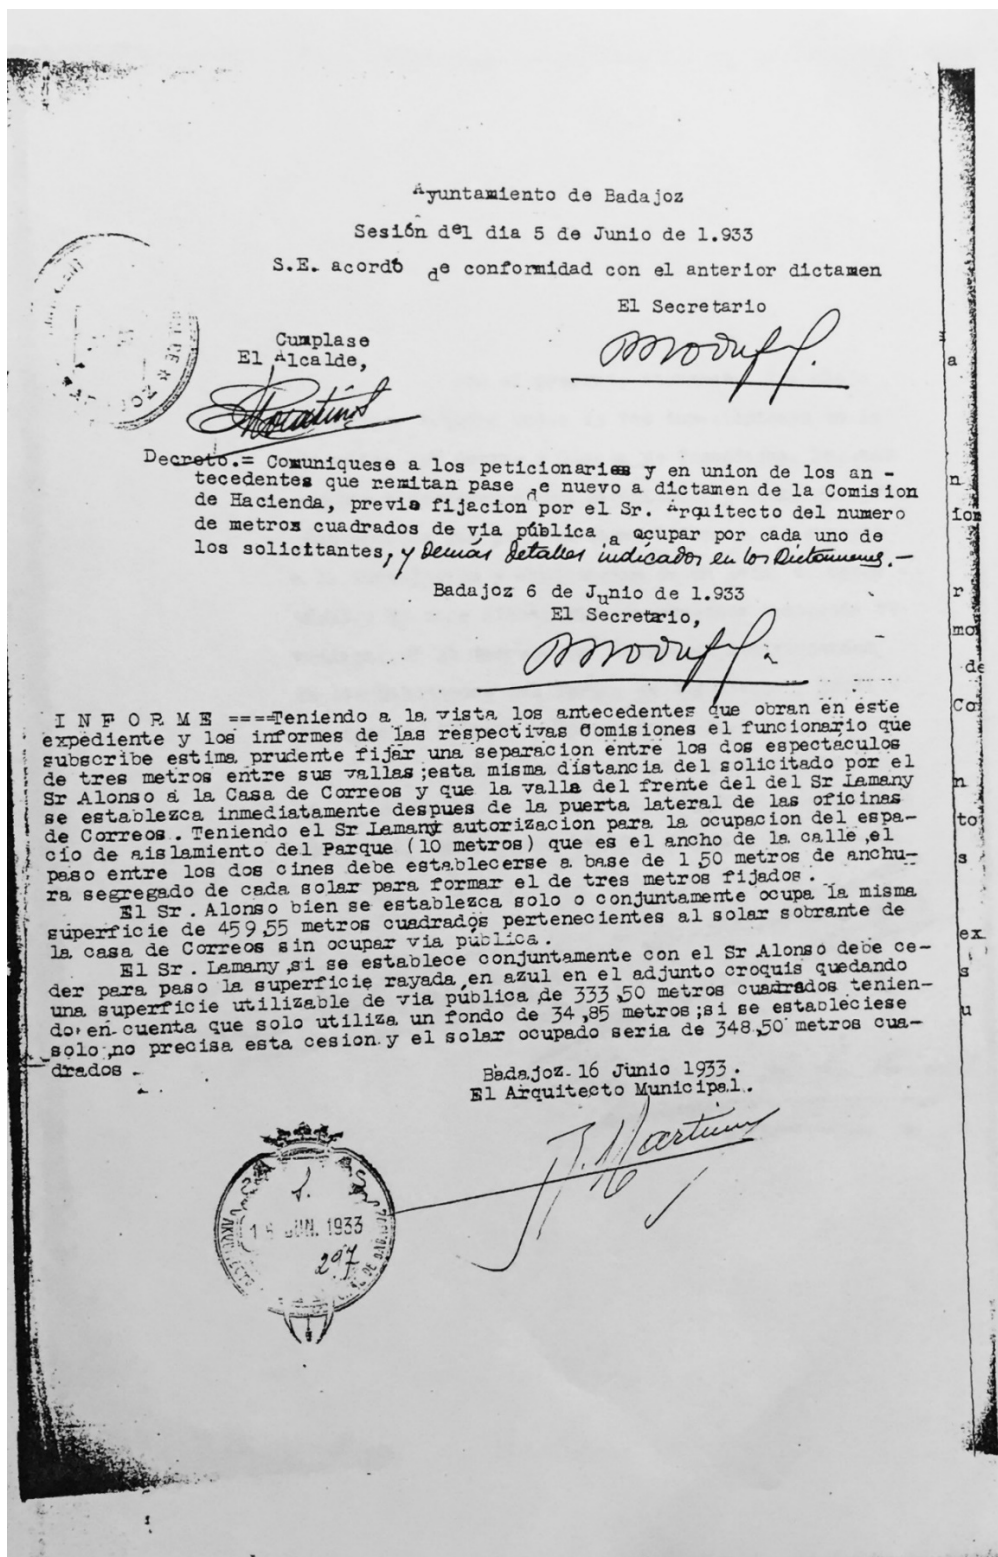 Ayuntamiento de Badajoz
Sesión del dia 5 de Junio de 1.933
S.E. acordó de conformidad con el anterior dictamen
El Secretario
Cumplase
El Alcalde,
Decreto.= Comuniquese a los peticionaries y en union de los an-
tecedentes que remitan pase de nuevo a dictamen de la Comision
de Hacienda, previa fijacion por el Sr. Arquitecto del numero
de metros cuadrados de via pública a ocupar por cada uno de
los solicitantes, y Demás detalles indicados en los Dictamenes.-
Badajoz 6 de Junio de 1.933
El Secretario,
I N F O R M E ====Teniendo a la vista los antecedentes que obran en este
expediente y los informes de las respectivas Comisiones el funcionario que
subscribe estima prudente fijar una separacion entre los dos espectáculos
de tres metros entre sus vallas;esta misma distancia del solicitado por el
Sr Alonso á la Casa de Correos y que la valla del frente del del Sr Lamany
se establezca inmediatamente despues de la puerta lateral de las oficinas
de Correos. Teniendo el Sr Lamany autorizacion para la ocupacion del espa-
cio de aislamiento del Parque (10 metros) que es el ancho de la calle,el
paso entre los dos cines debe establecerse a base de 1,50 metros de anchu-
ra segregado de cada solar para formar el de tres metros fijados.
El Sr. Alonso bien se establezca solo o conjuntamente ocupa la misma
superficie de 459,55 metros cuadrados pertenecientes al solar sobrante de
la casa de Correos sin ocupar via pública.
El Sr. Lamany,si se establece conjuntamente con el Sr Alonso debe ce-
der para paso la superficie rayada,en azul en el adjunto croquis quedando
una superficie utilizable de via pública,de 333,50 metros cuadrados tenien-
do en cuenta que solo utiliza un fondo de 34,85 metros;si se estableciese
solo,no precisa esta cesion y el solar ocupado seria de 348,50 metros cua-
drados.-
Badajoz 16 Junio 1933.
El Arquitecto Municipal.
J. Martínez
JUN. 1933
297
a
n
ion
r
mo
de
Co
n
to
s
ex
s
u